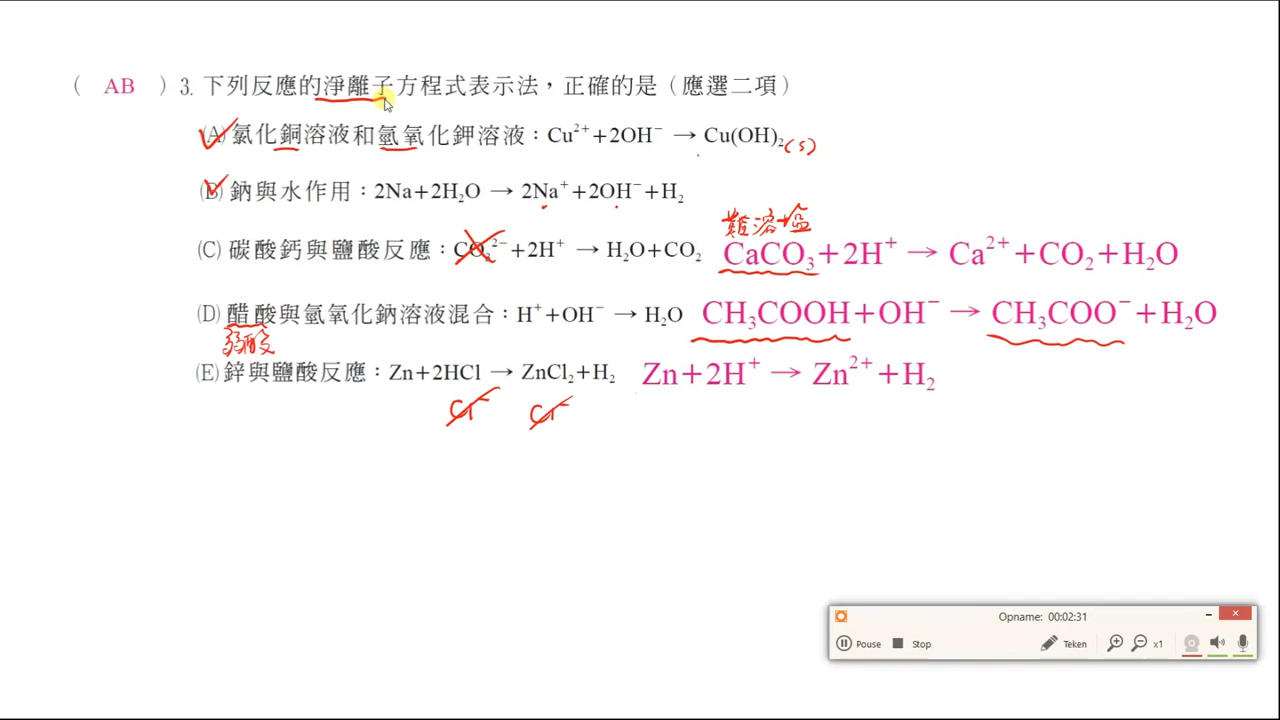 ( AB ) 3. 下列反應的淨離子方程式表示法，正確的是（應選二項）
(A) 氯化銅溶液和氫氧化鉀溶液：Cu²⁺+2OH⁻ → Cu(OH)₂(s)
(B) 鈉與水作用：2Na+2H₂O → 2Na⁺+2OH⁻+H₂
難溶鹽
(C) 碳酸鈣與鹽酸反應：CO₃²⁻+2H⁺ → H₂O+CO₂ CaCO₃+2H⁺ → Ca²⁺+CO₂+H₂O
(D) 醋酸與氫氧化鈉溶液混合：H⁺+OH⁻ → H₂O CH₃COOH+OH⁻ → CH₃COO⁻+H₂O
弱酸
(E) 鋅與鹽酸反應：Zn+2HCl → ZnCl₂+H₂ Zn+2H⁺ → Zn²⁺+H₂
Cl⁻ Cl⁻
Opname: 00:02:31
Pause Stop Teken x1